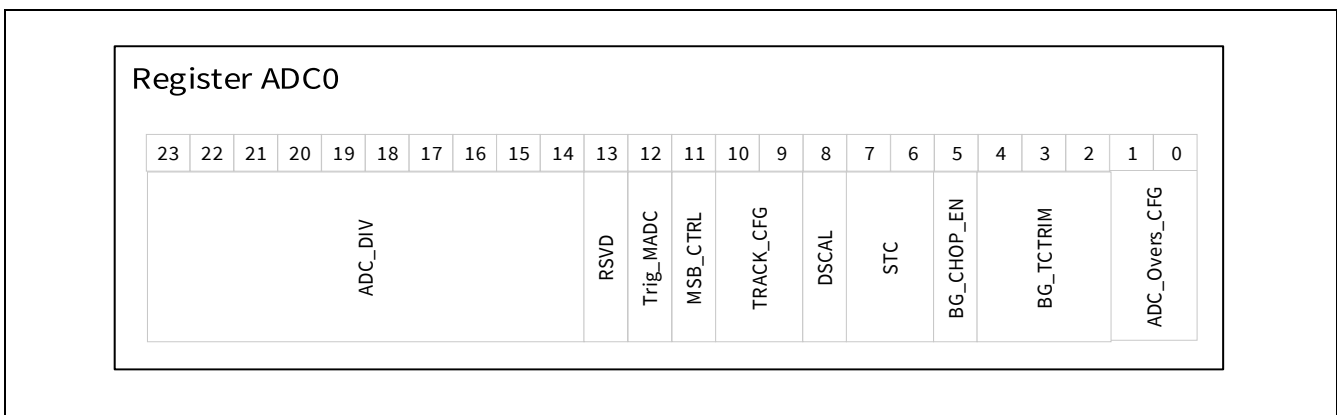 Register ADC0
23 22 21 20 19 18 17 16 15 14 13 12 11 10 9 8 7 6 5 4 3 2 1 0
ADC_DIV
RSVD
Trig_MADC
MSB_CTRL
TRACK_CFG
DSCAL
STC
BG_CHOP_EN
BG_TCTRIM
ADC_Overs_CFG